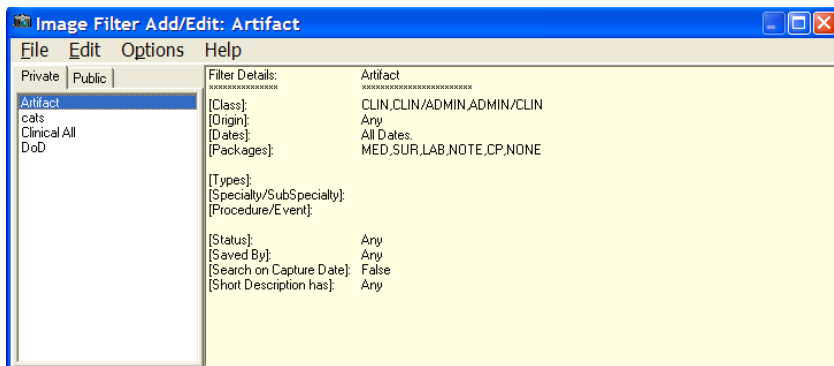 Image Filter Add/Edit: Artifact
File Edit Options Help
Private Public
Artifact
cats
Clinical All
DoD
Filter Details: Artifact
*************** ************************
[Class]: CLIN,CLIN/ADMIN,ADMIN/CLIN
[Origin]: Any
[Dates]: All Dates.
[Packages]: MED,SUR,LAB,NOTE,CP,NONE
[Types]:
[Specialty/SubSpecialty]:
[Procedure/Event]:
[Status]: Any
[Saved By]: Any
[Search on Capture Date]: False
[Short Description has]: Any